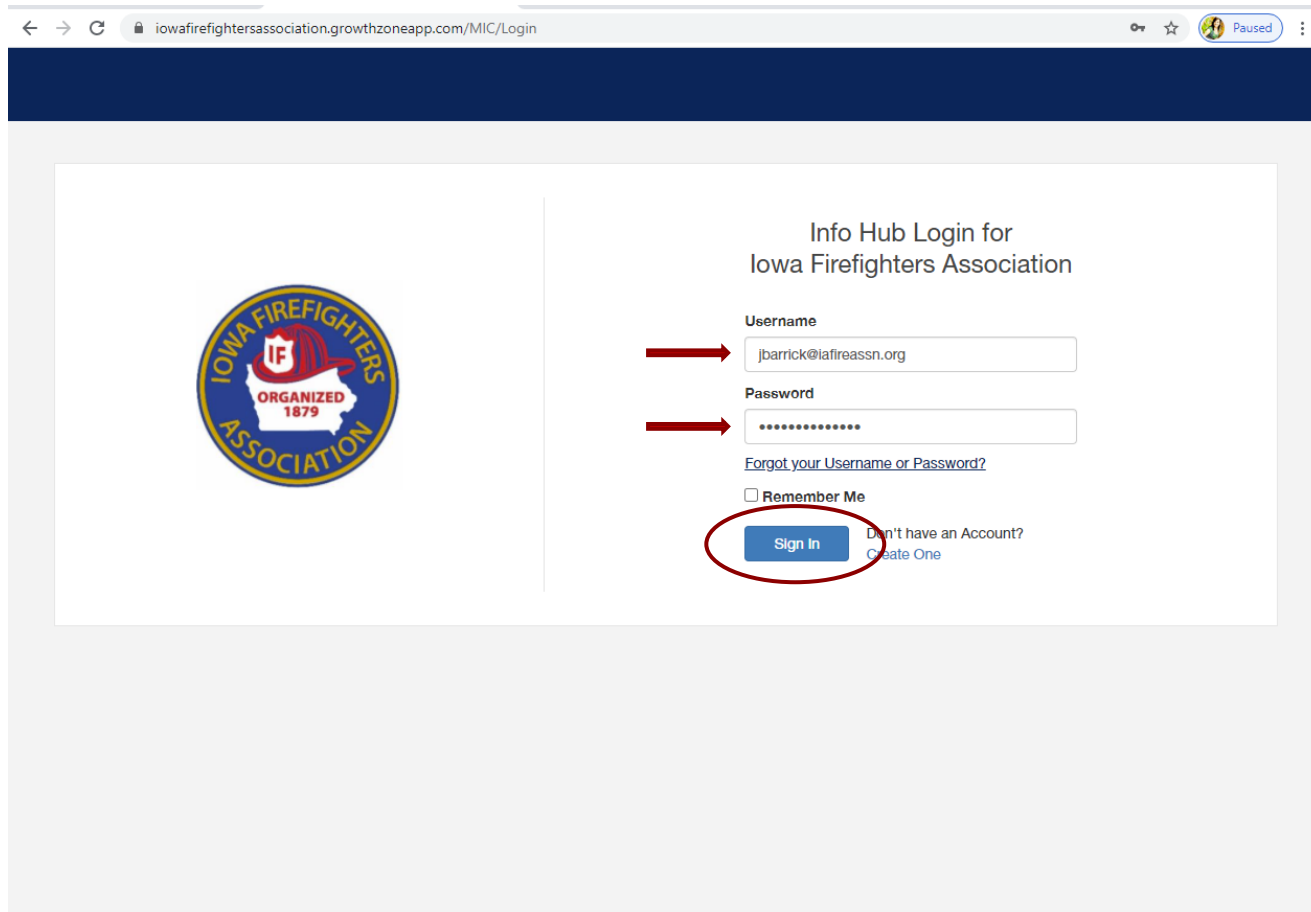 iowafirefightersassociation.growthzoneapp.com/MIC/Login
Paused
IOWA FIREFIGHTERS
IF
ORGANIZED
1879
ASSOCIATION
Info Hub Login for
Iowa Firefighters Association
Username
jbarrick@iafireassn.org
Password
••••••••••••••
Forgot your Username or Password?
Remember Me
Sign In
Don't have an Account?
Create One